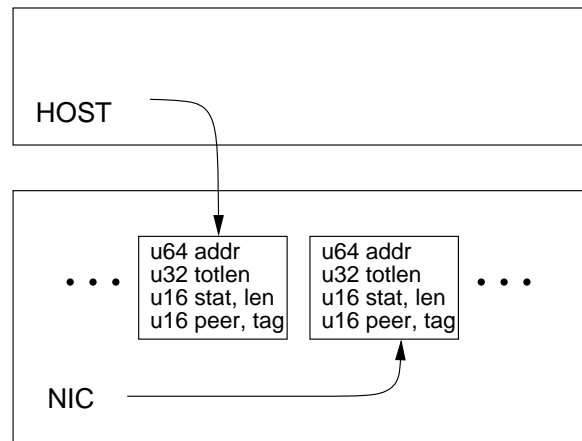 HOST
u64 addr
u32 totlen
u16 stat, len
u16 peer, tag
u64 addr
u32 totlen
u16 stat, len
u16 peer, tag
NIC